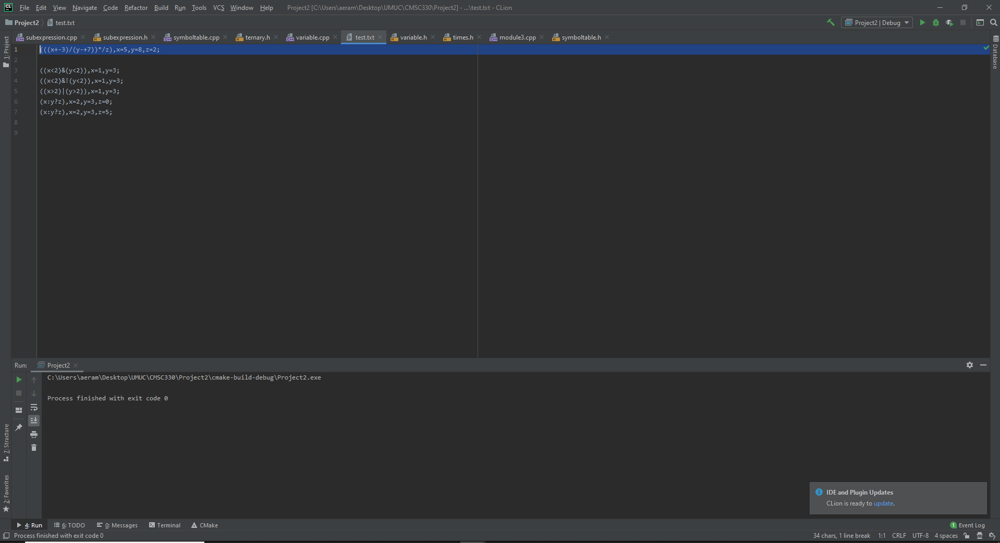 CL File Edit View Navigate Code Refactor Build Run Tools VCS Window Help Project2 [C:\Users\aeram\Desktop\UMUC\CMSC330\Project2] - ...\test.txt - CLion
Project2 test.txt Project2 | Debug
subexpression.cpp subexpression.h symboltable.cpp ternary.h variable.cpp test.txt variable.h times.h module3.cpp symboltable.h
1: Project
Database
1 (((x+-3)/(y-+7))*/z),x=5,y=8,z=2;
2
3 ((x<2)&(y<2)),x=1,y=3;
4 ((x<2)&!(y<2)),x=1,y=3;
5 ((x>2)|(y>2)),x=1,y=3;
6 (x:y?z),x=2,y=3,z=0;
7 (x:y?z),x=2,y=3,z=5;
8
9
Run: Project2
C:\Users\aeram\Desktop\UMUC\CMSC330\Project2\cmake-build-debug\Project2.exe
Process finished with exit code 0
7: Structure
2: Favorites
IDE and Plugin Updates
CLion is ready to update.
4: Run 6: TODO 0: Messages Terminal CMake 1 Event Log
Process finished with exit code 0 34 chars, 1 line break 1:1 CRLF UTF-8 4 spaces